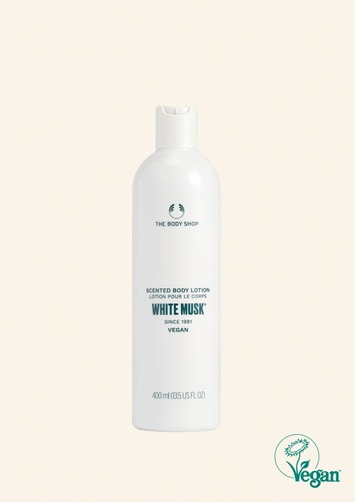 THE BODY SHOP
SCENTED BODY LOTION
LOTION POUR LE CORPS
WHITE MUSK®
SINCE 1981
VEGAN
400 ml (13.5 US FL OZ)
Vegan™